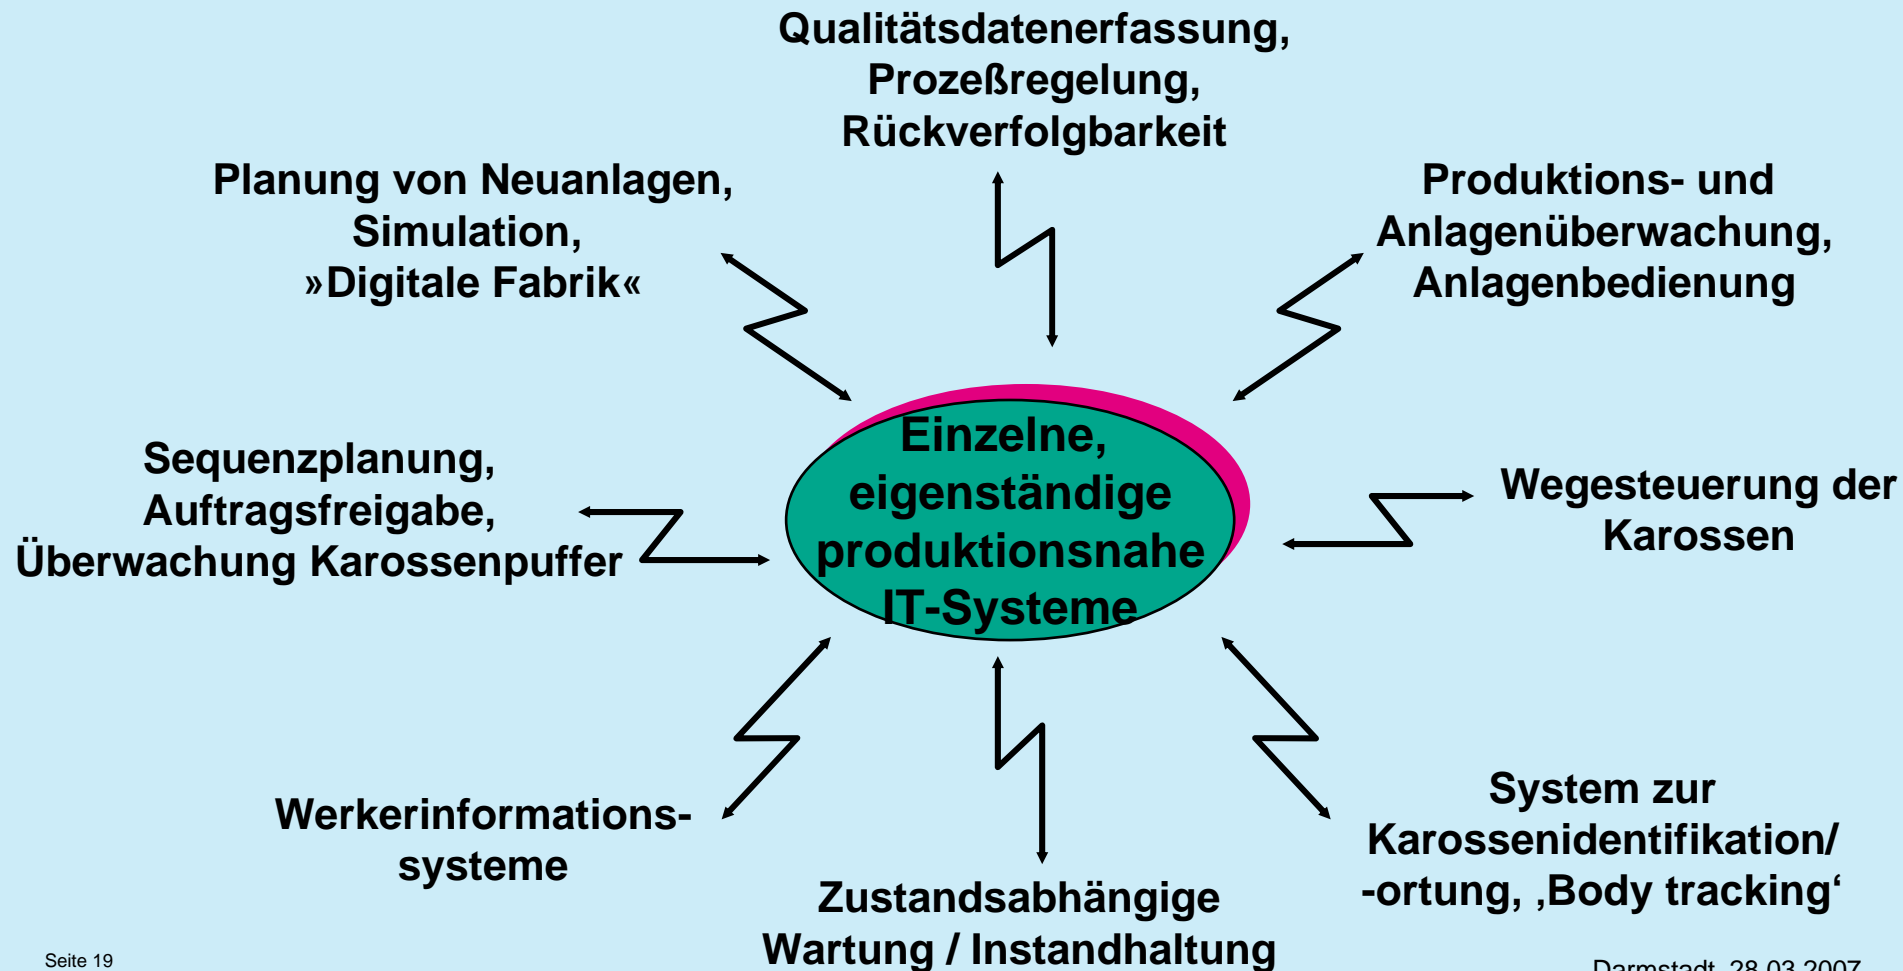 Qualitätsdatenerfassung,
Prozeßregelung,
Rückverfolgbarkeit
Planung von Neuanlagen,
Simulation,
»Digitale Fabrik«
Produktions- und
Anlagenüberwachung,
Anlagenbedienung
Einzelne,
eigenständige
produktionsnahe
IT-Systeme
Sequenzplanung,
Auftragsfreigabe,
Überwachung Karossenpuffer
Wegesteuerung der
Karossen
Werkerinformations-
systeme
Zustandsabhängige
Wartung / Instandhaltung
System zur
Karossenidentifikation/
-ortung, ‚Body tracking‘
Seite 19
Darmstadt, 28.03.2007